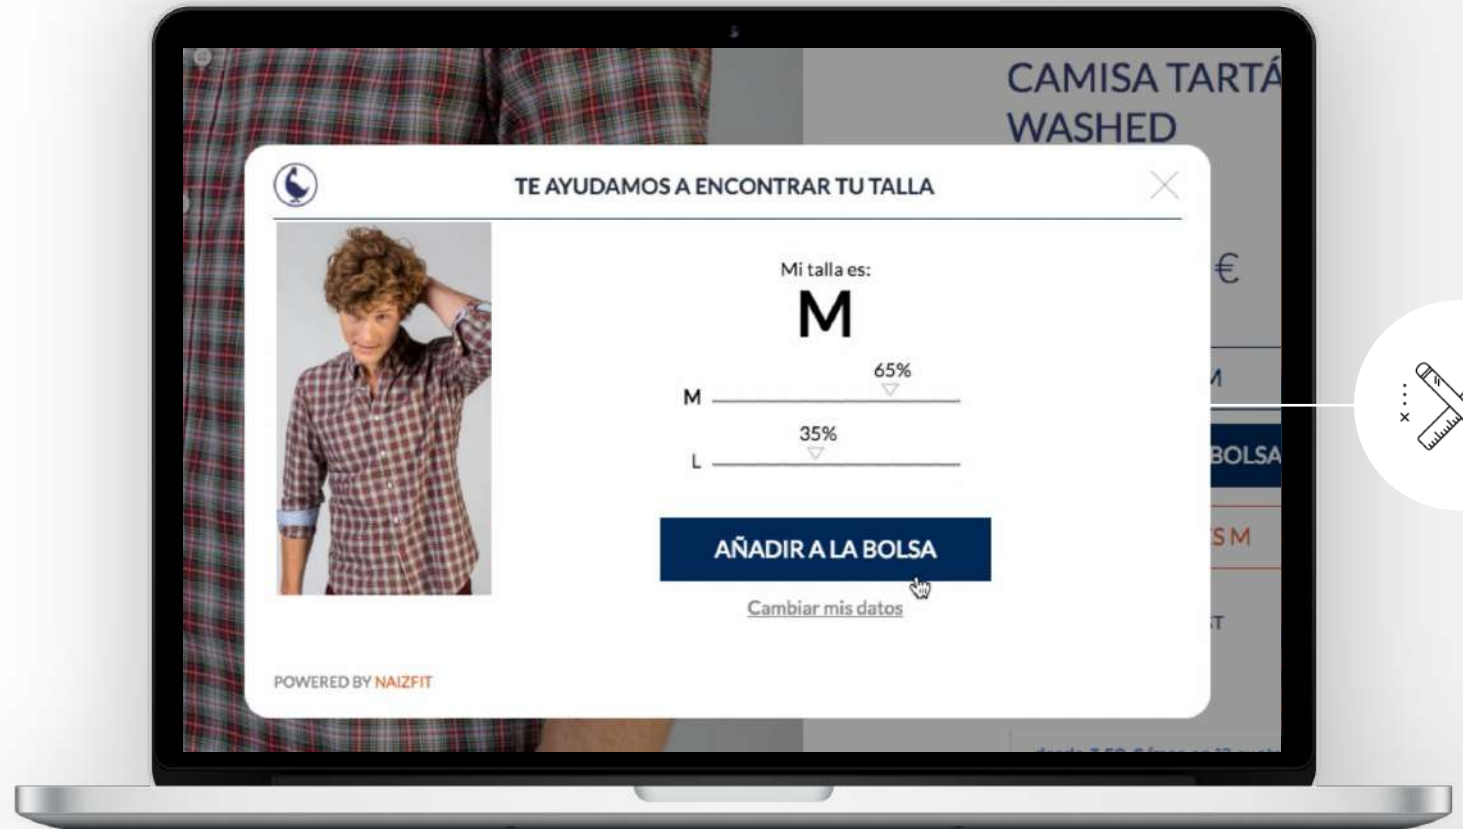 CAMISA TARTÁ
WASHED
TE AYUDAMOS A ENCONTRAR TU TALLA
€
Mi talla es:
M
65%
M
35%
L
M
BOLSA
AÑADIR A LA BOLSA
S M
Cambiar mis datos
ST
POWERED BY NAIZFIT